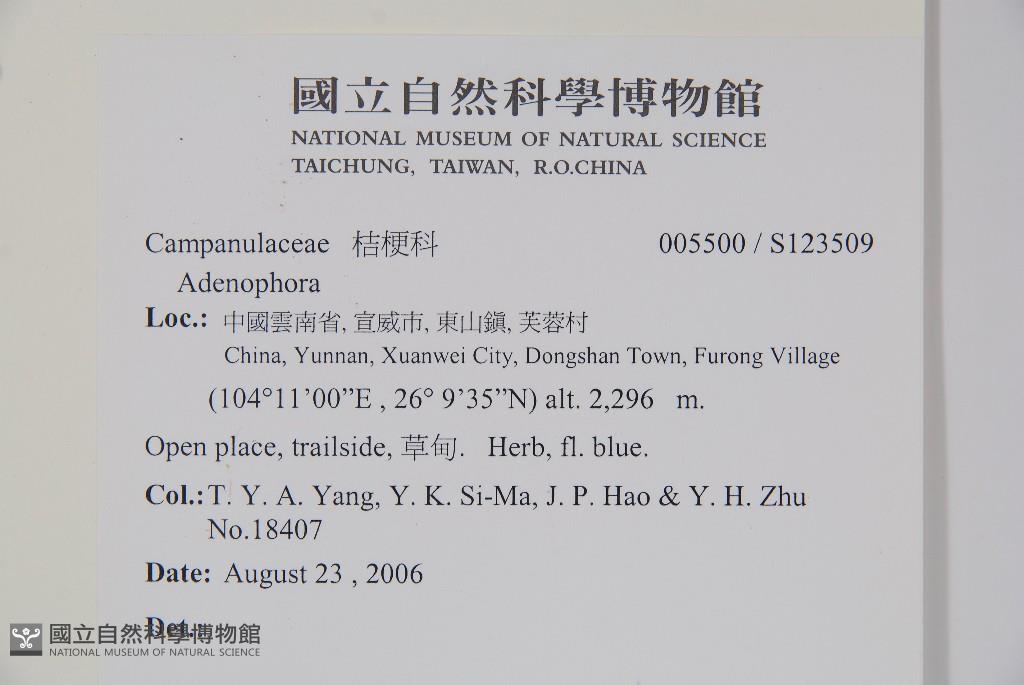 國立自然科學博物館
NATIONAL MUSEUM OF NATURAL SCIENCE
TAICHUNG, TAIWAN, R.O.CHINA
Campanulaceae 桔梗科 005500 / S123509
Adenophora
Loc.: 中國雲南省, 宣威市, 東山鎮, 芙蓉村
China, Yunnan, Xuanwei City, Dongshan Town, Furong Village
(104°11’00”E , 26° 9’35”N) alt. 2,296 m.
Open place, trailside, 草甸. Herb, fl. blue.
Col.: T. Y. A. Yang, Y. K. Si-Ma, J. P. Hao & Y. H. Zhu
No.18407
Date: August 23 , 2006
Det.:
國立自然科學博物館
NATIONAL MUSEUM OF NATURAL SCIENCE